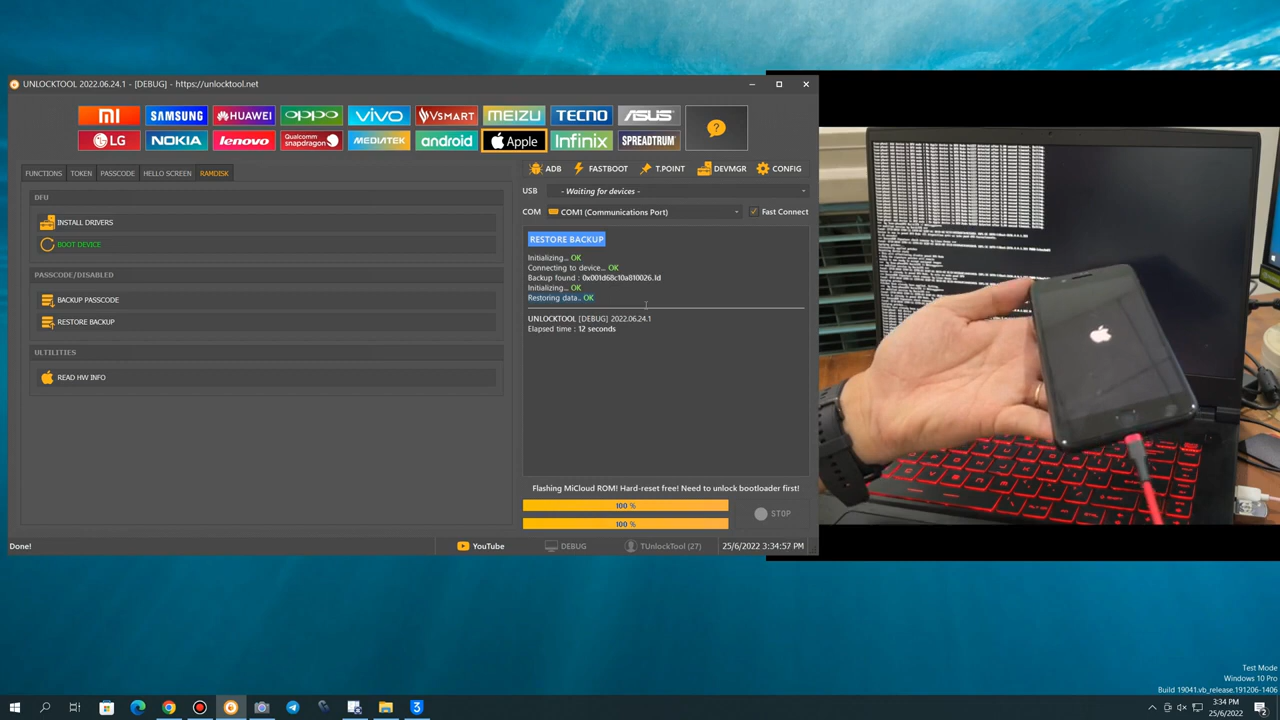 UNLOCKTOOL 2022.06.24.1 - [DEBUG] - https://unlocktool.net
MI SAMSUNG HUAWEI oppo vivo VSMART MEIZU TECNO ASUS
LG NOKIA lenovo Qualcomm snapdragon MEDIATEK android Apple Infinix SPREADTRUM
FUNCTIONS TOKEN PASSCODE HELLO SCREEN RAMDISK
ADB FASTBOOT T.POINT DEVMGR CONFIG
USB - Waiting for devices -
COM COM1 (Communications Port) Fast Connect
DFU
INSTALL DRIVERS
BOOT DEVICE
PASSCODE/DISABLED
BACKUP PASSCODE
RESTORE BACKUP
ULTILITIES
READ HW INFO
RESTORE BACKUP
Initializing... OK
Connecting to device... OK
Backup found : 0x001d68c10a810026.ld
Initializing... OK
Restoring data.. OK
UNLOCKTOOL [DEBUG] 2022.06.24.1
Elapsed time : 12 seconds
Flashing MiCloud ROM! Hard-reset free! Need to unlock bootloader first!
100 %
100 %
STOP
Done! YouTube DEBUG TUnlockTool (27) 25/6/2022 3:34:57 PM
Test Mode
Windows 10 Pro
Build 19041.vb_release.191206-1406
3:34 PM
25/6/2022
2